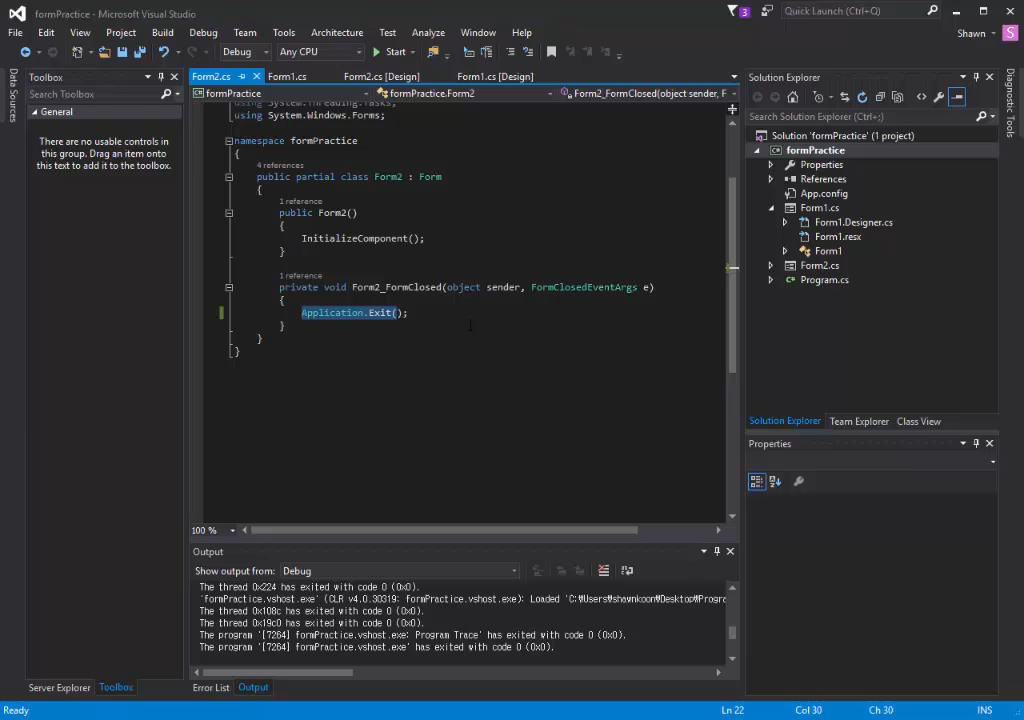 formPractice - Microsoft Visual Studio
3
Quick Launch (Ctrl+Q)
File Edit View Project Build Debug Team Tools Architecture Test Analyze Window Help
Shawn S
Debug Any CPU Start
Data Sources
Toolbox
Search Toolbox
General
There are no usable controls in
this group. Drag an item onto
this text to add it to the toolbox.
Server Explorer Toolbox
Form2.cs Form1.cs Form2.cs [Design] Form1.cs [Design]
formPractice formPractice.Form2 Form2_FormClosed(object sender, F
using System.Threading.Tasks;
using System.Windows.Forms;
namespace formPractice
{
4 references
public partial class Form2 : Form
{
1 reference
public Form2()
{
InitializeComponent();
}
1 reference
private void Form2_FormClosed(object sender, FormClosedEventArgs e)
{
Application.Exit();
}
}
}
100 %
Output
Show output from: Debug
The thread 0x224 has exited with code 0 (0x0).
'formPractice.vshost.exe' (CLR v4.0.30319: formPractice.vshost.exe): Loaded 'C:₩Users₩shawnkoon₩Desktop₩Progra
The thread 0x108c has exited with code 0 (0x0).
The thread 0x19c0 has exited with code 0 (0x0).
The program '[7264] formPractice.vshost.exe: Program Trace' has exited with code 0 (0x0).
The program '[7264] formPractice.vshost.exe' has exited with code 0 (0x0).
Error List Output
Solution Explorer
Search Solution Explorer (Ctrl+;)
Solution 'formPractice' (1 project)
formPractice
Properties
References
App.config
Form1.cs
Form1.Designer.cs
Form1.resx
Form1
Form2.cs
Program.cs
Solution Explorer Team Explorer Class View
Properties
Diagnostic Tools
Ready Ln 22 Col 30 Ch 30 INS